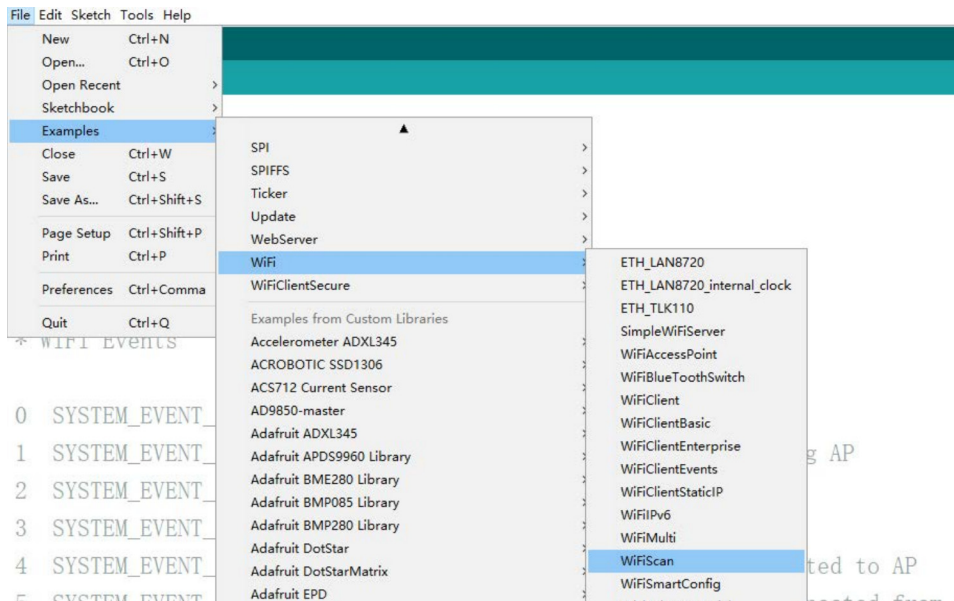 File Edit Sketch Tools Help
New Ctrl+N
Open... Ctrl+O
Open Recent
Sketchbook
Examples
Close Ctrl+W
Save Ctrl+S
Save As... Ctrl+Shift+S
Page Setup Ctrl+Shift+P
Print Ctrl+P
Preferences Ctrl+Comma
Quit Ctrl+Q
SPI
SPIFFS
Ticker
Update
WebServer
WiFi
WiFiClientSecure
Examples from Custom Libraries
Accelerometer ADXL345
ACROBOTIC SSD1306
ACS712 Current Sensor
AD9850-master
Adafruit ADXL345
Adafruit APDS9960 Library
Adafruit BME280 Library
Adafruit BMP085 Library
Adafruit BMP280 Library
Adafruit DotStar
Adafruit DotStarMatrix
Adafruit EPD
ETH_LAN8720
ETH_LAN8720_internal_clock
ETH_TLK110
SimpleWiFiServer
WiFiAccessPoint
WiFiBlueToothSwitch
WiFiClient
WiFiClientBasic
WiFiClientEnterprise
WiFiClientEvents
WiFiClientStaticIP
WiFiIPv6
WiFiMulti
WiFiScan
WiFiSmartConfig
* WiFi Events
0 SYSTEM_EVENT_
1 SYSTEM_EVENT_ g AP
2 SYSTEM_EVENT_
3 SYSTEM_EVENT_
4 SYSTEM_EVENT_ ted to AP
5 SYSTEM_EVENT from